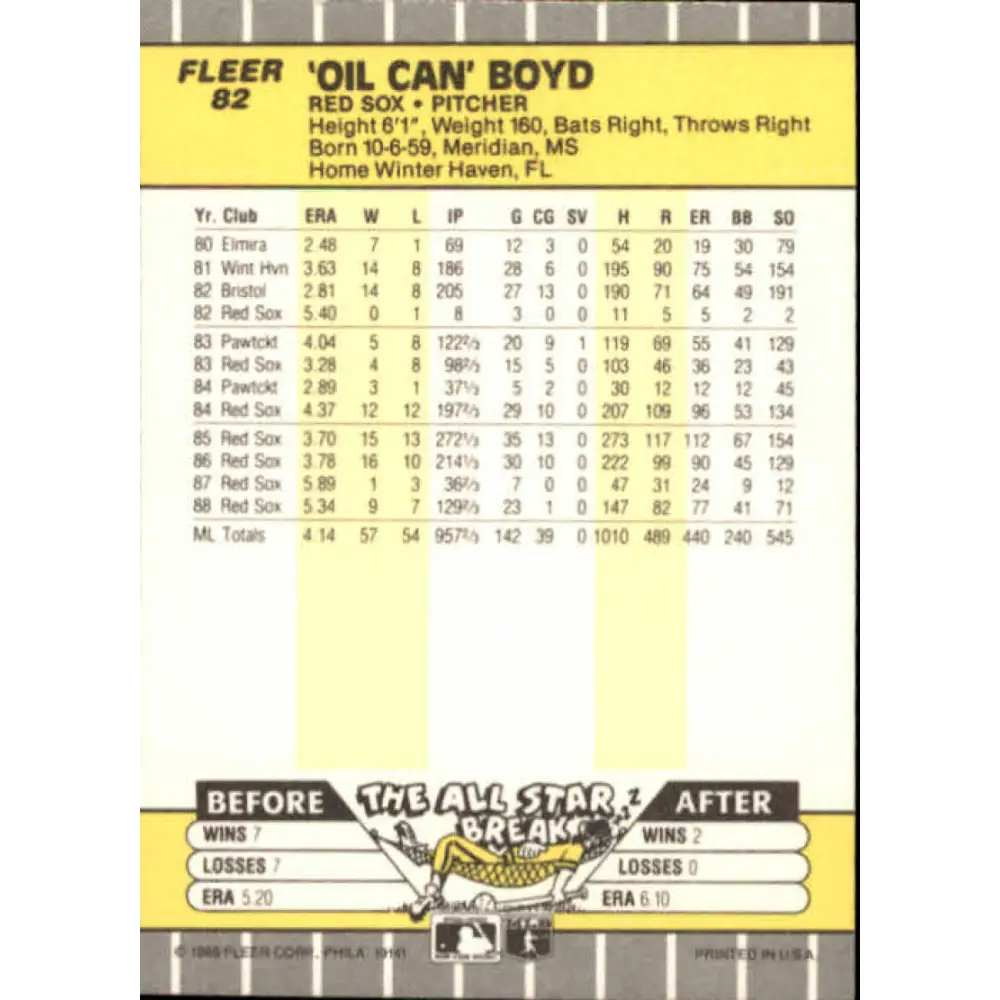 FLEER
82
'OIL CAN' BOYD
RED SOX • PITCHER
Height 6'1", Weight 160, Bats Right, Throws Right
Born 10-6-59, Meridian, MS
Home Winter Haven, FL
Yr. Club ERA W L IP G CG SV H R ER BB SO
80 Elmira 2.48 7 1 69 12 3 0 54 20 19 30 79
81 Wint Hvn 3.63 14 8 186 28 6 0 195 90 75 54 154
82 Bristol 2.81 14 8 205 27 13 0 190 71 64 49 191
82 Red Sox 5.40 0 1 8 3 0 0 11 5 5 2 2
83 Pawtckt 4.04 5 8 122⅔ 20 9 1 119 69 55 41 129
83 Red Sox 3.28 4 8 98⅔ 15 5 0 103 46 36 23 43
84 Pawtckt 2.89 3 1 37⅓ 5 2 0 30 12 12 12 45
84 Red Sox 4.37 12 12 197⅔ 29 10 0 207 109 96 53 134
85 Red Sox 3.70 15 13 272⅓ 35 13 0 273 117 112 67 154
86 Red Sox 3.78 16 10 214⅓ 30 10 0 222 99 90 45 129
87 Red Sox 5.89 1 3 36⅔ 7 0 0 47 31 24 9 12
88 Red Sox 5.34 9 7 129⅔ 23 1 0 147 82 77 41 71
ML Totals 4.14 57 54 957⅔ 142 39 0 1010 489 440 240 545
BEFORE THE ALL STAR BREAK AFTER
WINS 7 WINS 2
LOSSES 7 LOSSES 0
ERA 5.20 ERA 6.10
FLEER CORP., PHILA 19141 PRINTED IN U.S.A.